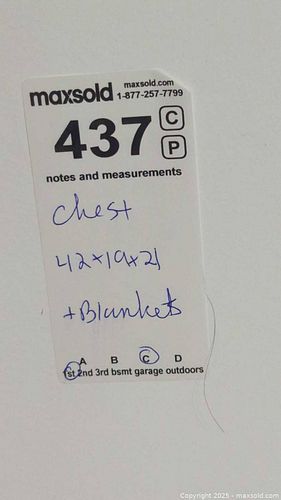 maxsold maxsold.com
1-877-257-7799
437 C
P
notes and measurements
chest
42x19x21
+Blankets
A B C D
1st 2nd 3rd bsmt garage outdoors
Copyright 2025 - maxsold.com